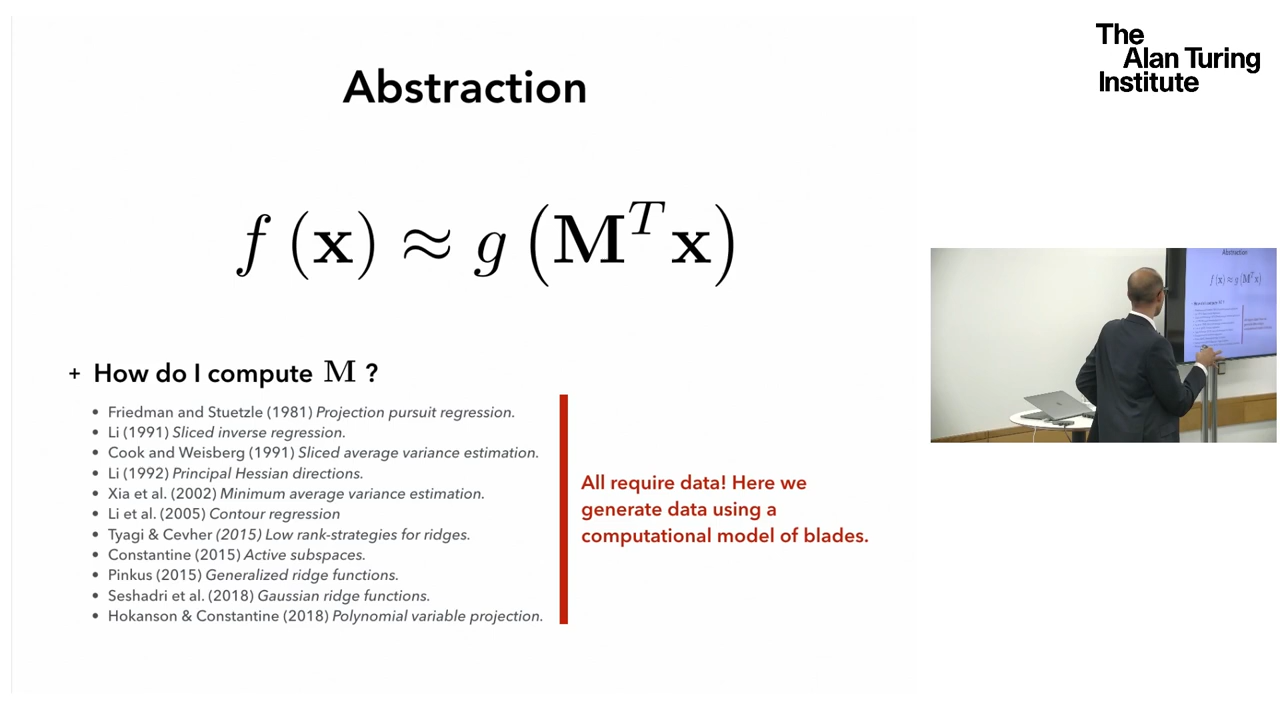 The
Alan Turing
Institute
Abstraction
f (x) ≈ g (M^T x)
+ How do I compute M ?
• Friedman and Stuetzle (1981) Projection pursuit regression.
• Li (1991) Sliced inverse regression.
• Cook and Weisberg (1991) Sliced average variance estimation.
• Li (1992) Principal Hessian directions.
• Xia et al. (2002) Minimum average variance estimation.
• Li et al. (2005) Contour regression
• Tyagi & Cevher (2015) Low rank-strategies for ridges.
• Constantine (2015) Active subspaces.
• Pinkus (2015) Generalized ridge functions.
• Seshadri et al. (2018) Gaussian ridge functions.
• Hokanson & Constantine (2018) Polynomial variable projection.
All require data! Here we
generate data using a
computational model of blades.
Abstraction
f (x) ≈ g (M^T x)